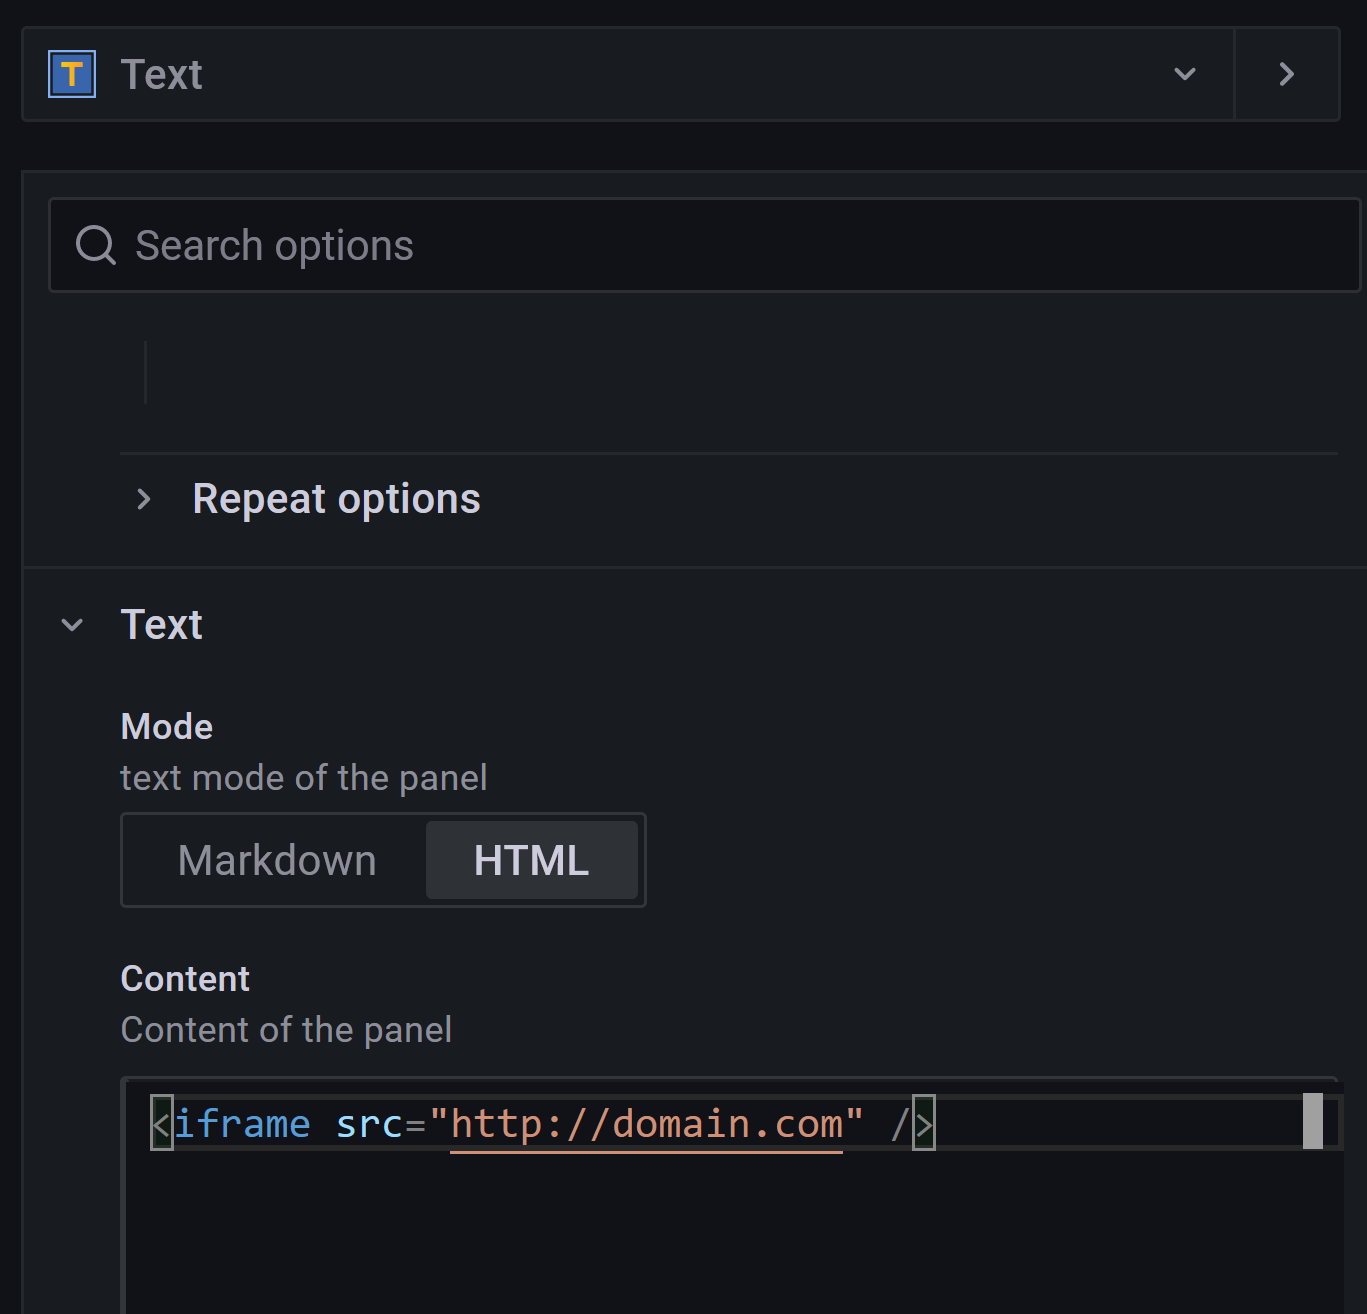 T Text
Search options
Repeat options
Text
Mode
text mode of the panel
Markdown HTML
Content
Content of the panel
<iframe src="http://domain.com" />